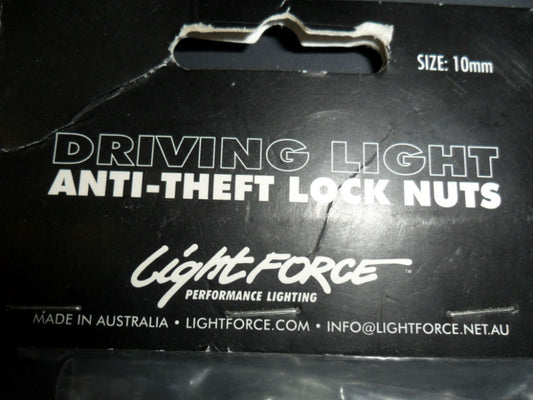 SIZE: 10mm
DRIVING LIGHT
ANTI-THEFT LOCK NUTS
LightFORCE™
PERFORMANCE LIGHTING
MADE IN AUSTRALIA • LIGHTFORCE.COM • INFO@LIGHTFORCE.NET.AU